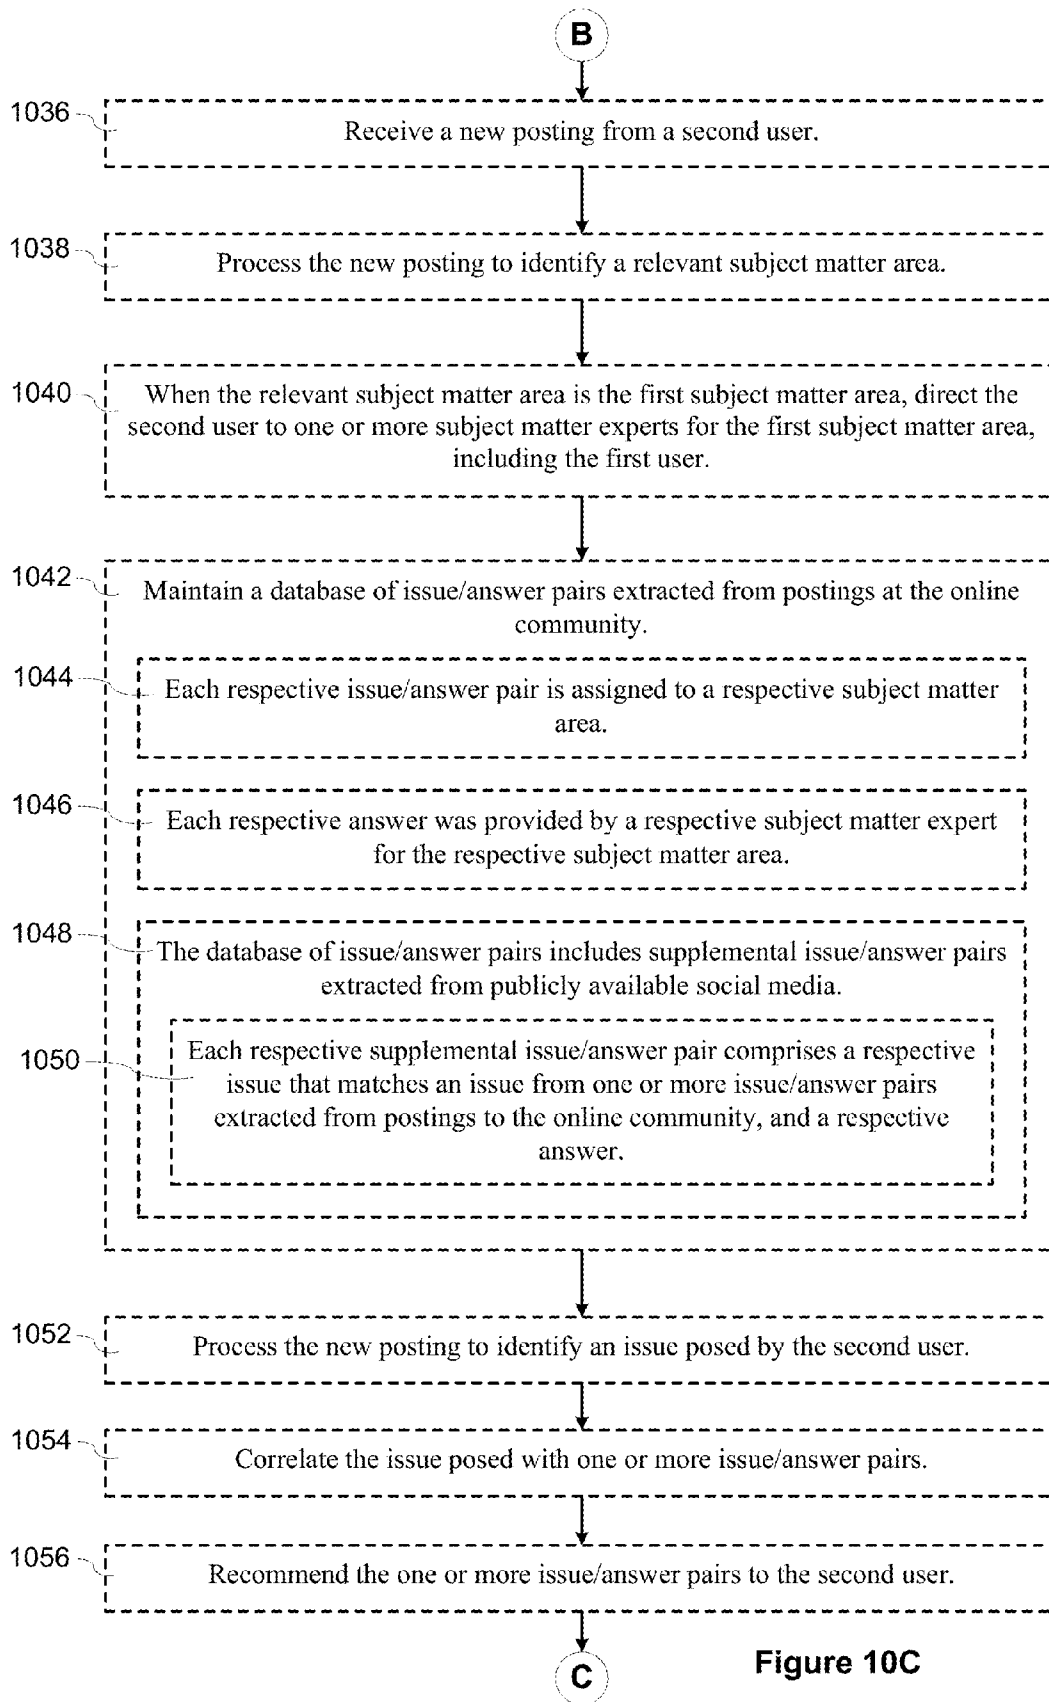 B
1036
Receive a new posting from a second user.
1038
Process the new posting to identify a relevant subject matter area.
1040
When the relevant subject matter area is the first subject matter area, direct the
second user to one or more subject matter experts for the first subject matter area,
including the first user.
1042
Maintain a database of issue/answer pairs extracted from postings at the online
community.
1044
Each respective issue/answer pair is assigned to a respective subject matter
area.
1046
Each respective answer was provided by a respective subject matter expert
for the respective subject matter area.
1048
The database of issue/answer pairs includes supplemental issue/answer pairs
extracted from publicly available social media.
1050
Each respective supplemental issue/answer pair comprises a respective
issue that matches an issue from one or more issue/answer pairs
extracted from postings to the online community, and a respective
answer.
1052
Process the new posting to identify an issue posed by the second user.
1054
Correlate the issue posed with one or more issue/answer pairs.
1056
Recommend the one or more issue/answer pairs to the second user.
C
Figure 10C